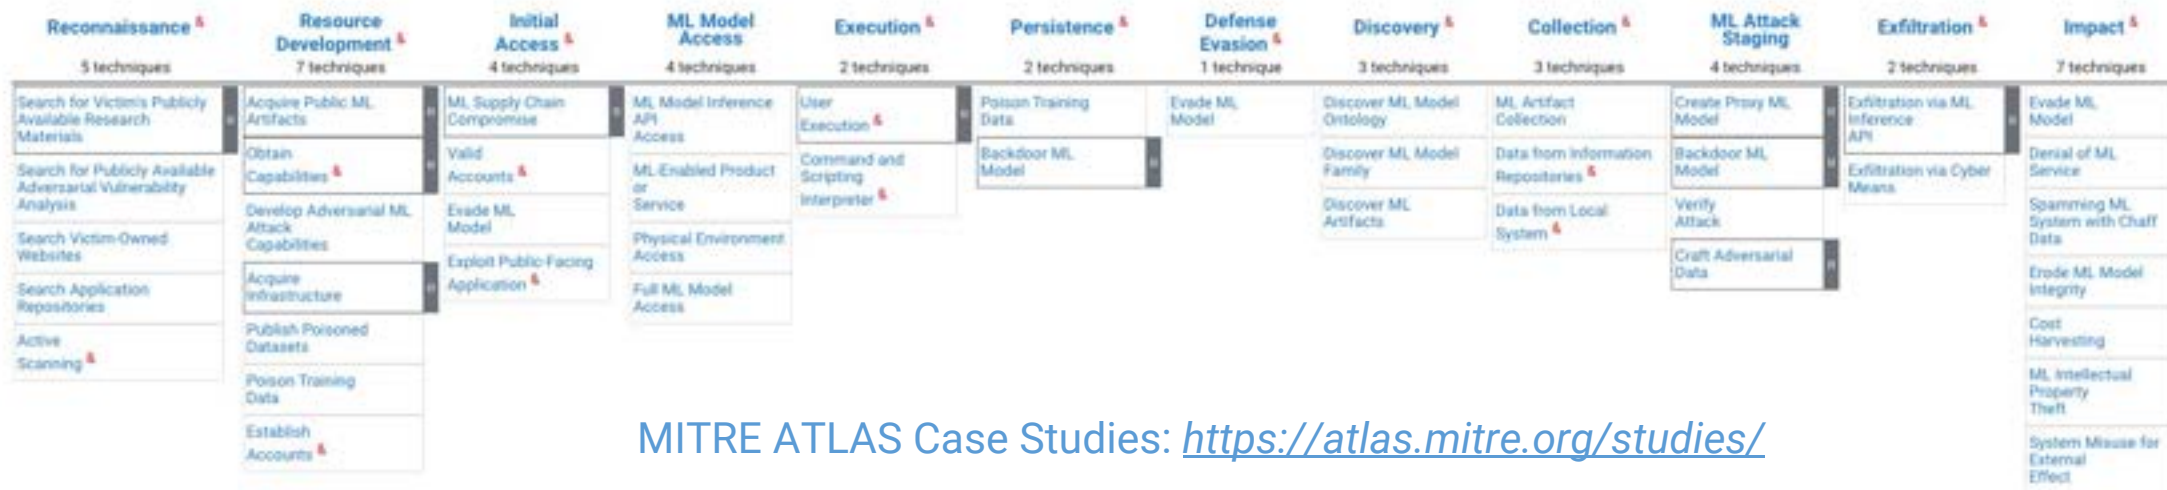 Reconnaissance &
5 techniques
Search for Victim's Publicly
Available Research
Materials
Search for Publicly Available
Adversarial Vulnerability
Analysis
Search Victim-Owned
Websites
Search Application
Repositories
Active
Scanning &
Resource
Development &
7 techniques
Acquire Public ML
Artifacts
Obtain
Capabilities &
Develop Adversarial ML
Attack
Capabilities
Acquire
Infrastructure
Publish Poisoned
Datasets
Poison Training
Data
Establish
Accounts &
Initial
Access &
4 techniques
ML Supply Chain
Compromise
Valid
Accounts &
Evade ML
Model
Exploit Public-Facing
Application &
ML Model
Access
4 techniques
ML Model Inference
API
Access
ML-Enabled Product
or
Service
Physical Environment
Access
Full ML Model
Access
Execution &
2 techniques
User
Execution &
Command and
Scripting
Interpreter &
Persistence &
2 techniques
Poison Training
Data
Backdoor ML
Model
Defense
Evasion &
1 technique
Evade ML
Model
Discovery &
3 techniques
Discover ML Model
Ontology
Discover ML Model
Family
Discover ML
Artifacts
Collection &
3 techniques
ML Artifact
Collection
Data from Information
Repositories &
Data from Local
System &
ML Attack
Staging
4 techniques
Create Proxy ML
Model
Backdoor ML
Model
Verify
Attack
Craft Adversarial
Data
Exfiltration &
2 techniques
Exfiltration via ML
Inference
API
Exfiltration via Cyber
Means
Impact &
7 techniques
Evade ML
Model
Denial of ML
Service
Spamming ML
System with Chaff
Data
Erode ML Model
Integrity
Cost
Harvesting
ML Intellectual
Property
Theft
System Misuse for
External
Effect
MITRE ATLAS Case Studies: https://atlas.mitre.org/studies/